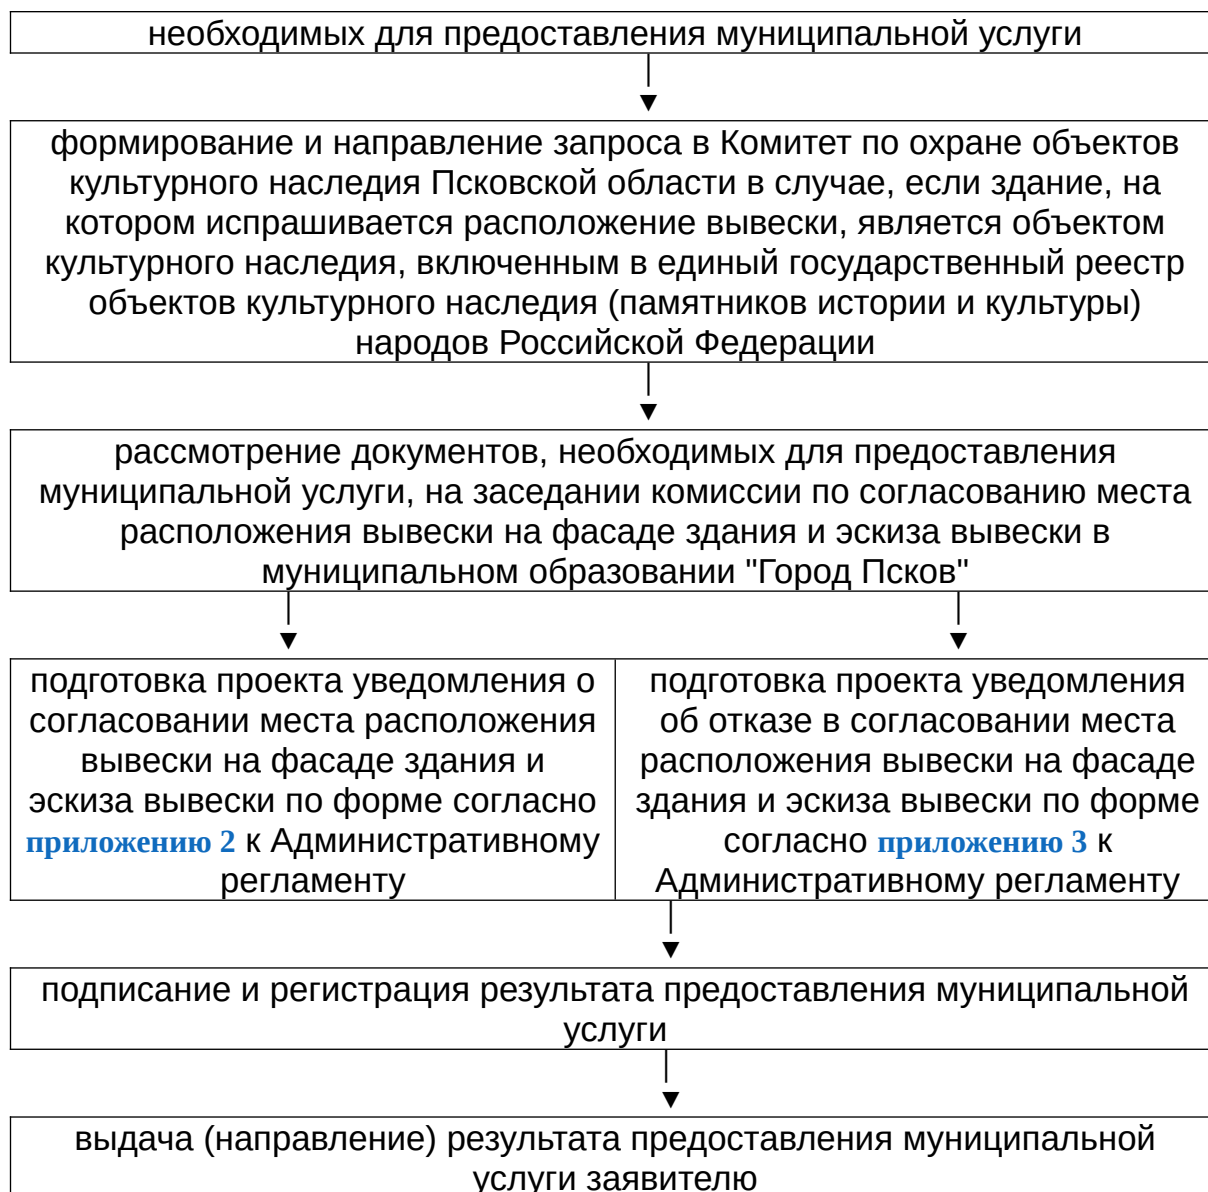 необходимых для предоставления муниципальной услуги
формирование и направление запроса в Комитет по охране объектов
культурного наследия Псковской области в случае, если здание, на
котором испрашивается расположение вывески, является объектом
культурного наследия, включенным в единый государственный реестр
объектов культурного наследия (памятников истории и культуры)
народов Российской Федерации
рассмотрение документов, необходимых для предоставления
муниципальной услуги, на заседании комиссии по согласованию места
расположения вывески на фасаде здания и эскиза вывески в
муниципальном образовании "Город Псков"
подготовка проекта уведомления о
согласовании места расположения
вывески на фасаде здания и
эскиза вывески по форме согласно
приложению 2 к Административному
регламенту
подготовка проекта уведомления
об отказе в согласовании места
расположения вывески на фасаде
здания и эскиза вывески по форме
согласно приложению 3 к
Административному регламенту
подписание и регистрация результата предоставления муниципальной
услуги
выдача (направление) результата предоставления муниципальной
услуги заявителю